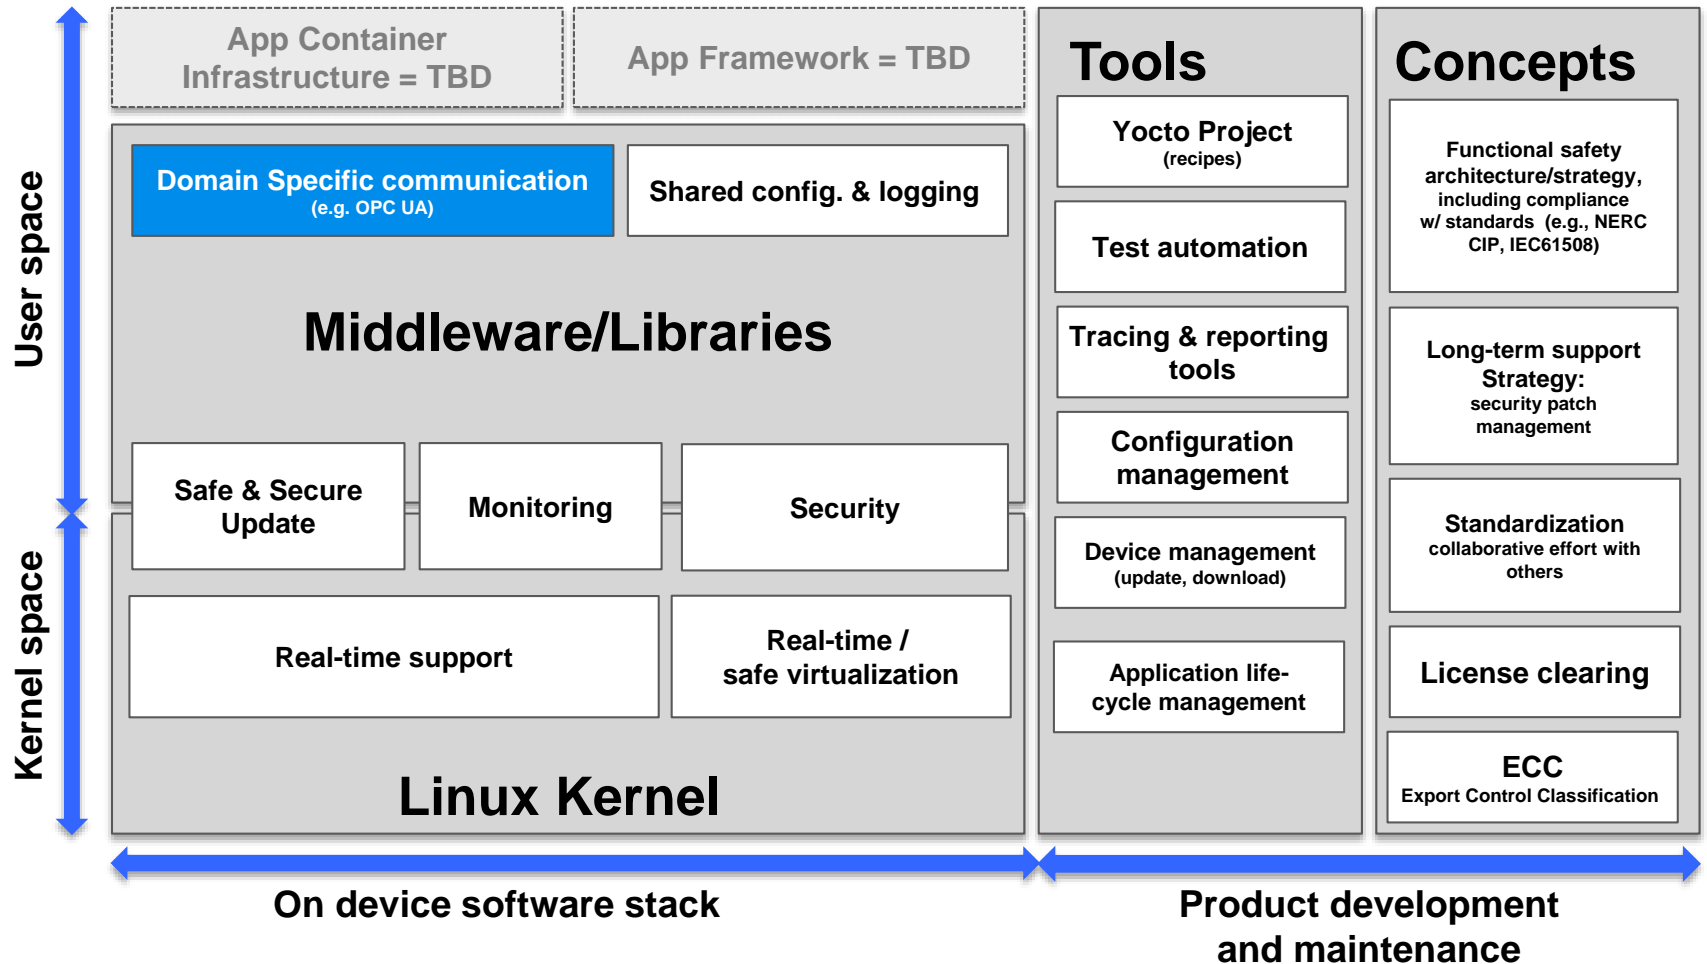 User space
Kernel space
App Container
Infrastructure = TBD
App Framework = TBD
Domain Specific communication
(e.g. OPC UA)
Shared config. & logging
Middleware/Libraries
Safe & Secure
Update
Monitoring
Security
Real-time support
Real-time /
safe virtualization
Linux Kernel
On device software stack
Tools
Yocto Project
(recipes)
Test automation
Tracing & reporting
tools
Configuration
management
Device management
(update, download)
Application life-
cycle management
Concepts
Functional safety
architecture/strategy,
including compliance
w/ standards (e.g., NERC
CIP, IEC61508)
Long-term support
Strategy:
security patch
management
Standardization
collaborative effort with
others
License clearing
ECC
Export Control Classification
Product development
and maintenance